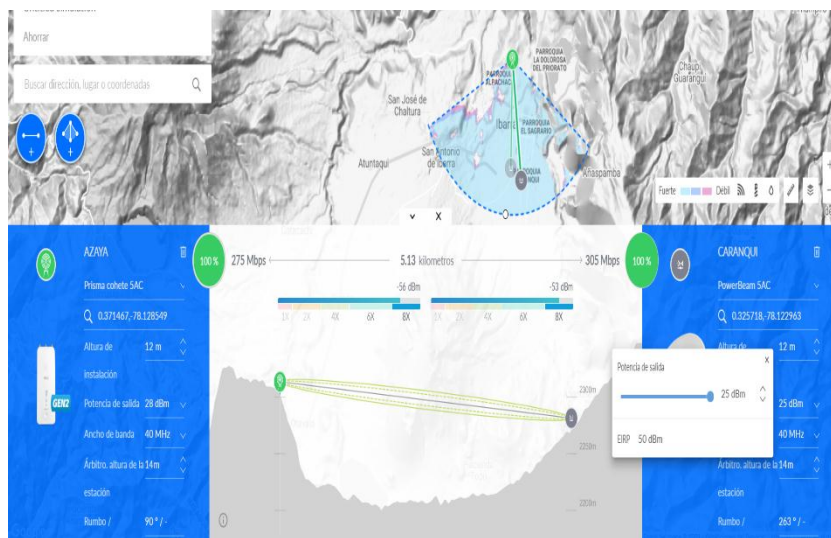 Ahorrar
Buscar dirección, lugar o coordenadas
San José de
Chaltura
Atuntaqui
San Antonio
de Ibarra
Ibarra
PARROQUIA
LA DOLOROSA
DEL PRIORATO
PARROQUIA
EL SAGRARIO
Añaspamba
Chaup
Guarangui
Fuerte
Débil
X
AZAYA
Prisma cohete 5AC
0.371467,-78.128549
Altura de 12 m
instalación
Potencia de salida 28 dBm
Ancho de banda 40 MHz
Árbitro. altura de la 14m
estación
Rumbo / 90 ° / -
GEN2
100 %
275 Mbps
5.13 kilometros
305 Mbps
100 %
-56 dBm
-53 dBm
1X 2X 4X 6X 8X
1X 2X 4X 6X 8X
2300m
2250m
2200m
CARANQUI
PowerBeam 5AC
0.325718,-78.122963
Altura de 12 m
25 dBm
40 MHz
Árbitro. altura de la 14m
estación
Rumbo / 263 ° / -
Potencia de salida
X
25 dBm
EIRP 50 dBm